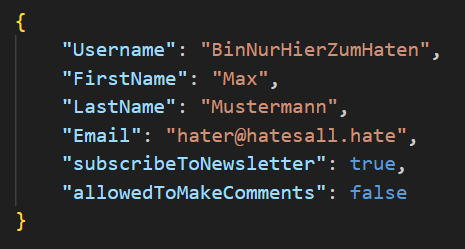 {
"Username": "BinNurHierZumHaten",
"FirstName": "Max",
"LastName": "Mustermann",
"Email": "hater@hatesall.hate",
"subscribeToNewsletter": true,
"allowedToMakeComments": false
}